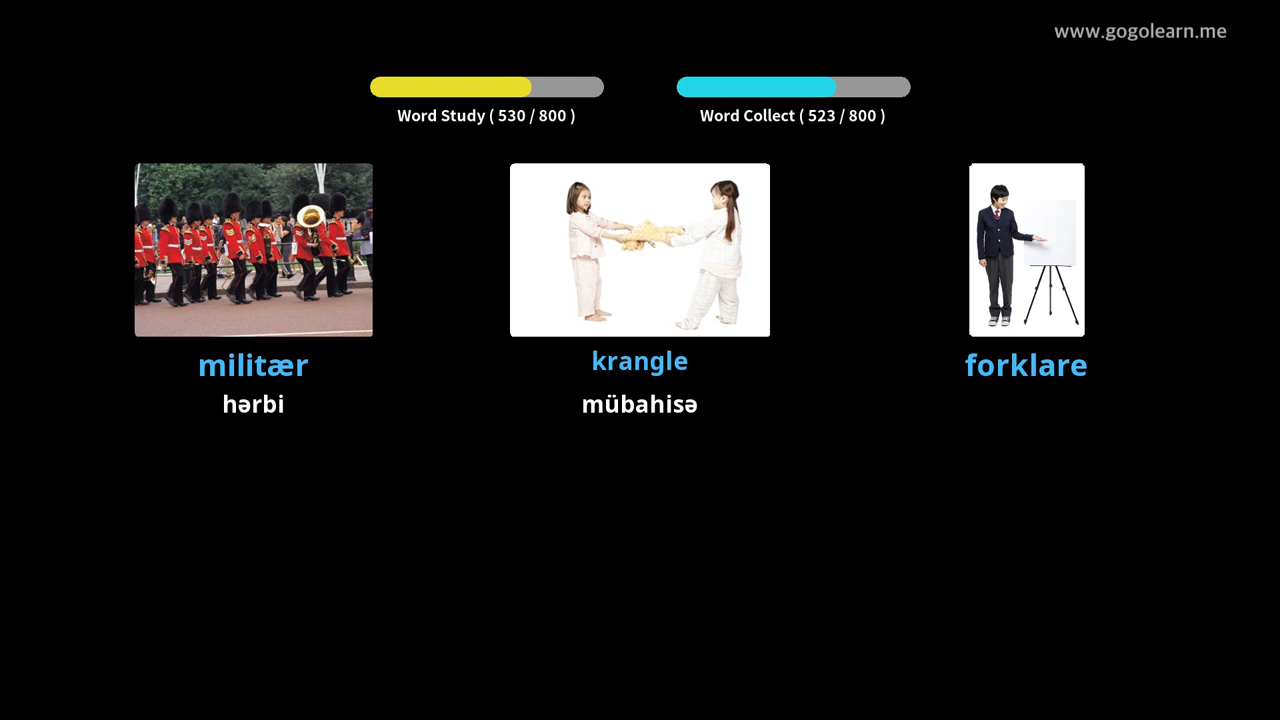 www.gogolearn.me
Word Study ( 530 / 800 )
Word Collect ( 523 / 800 )
militær
krangle
forklare
hərbi
mübahisə